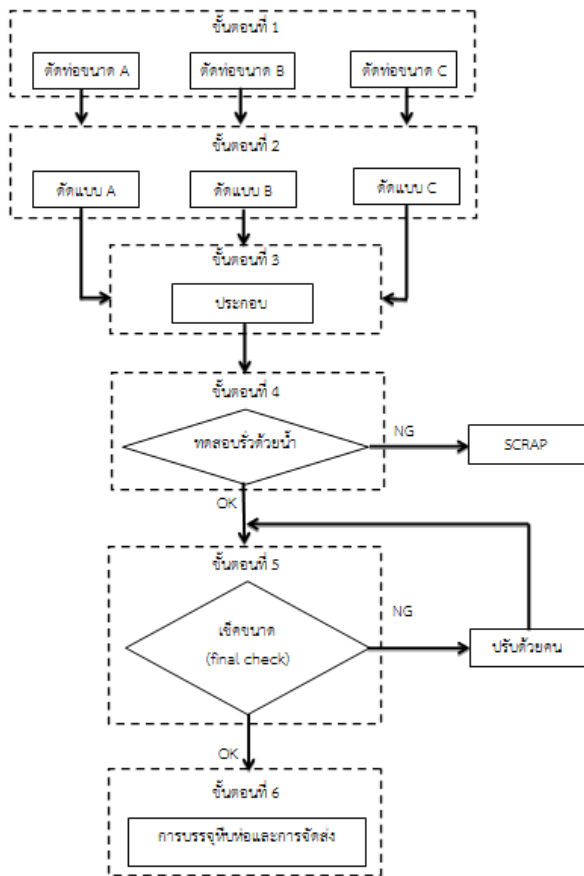 ขั้นตอนที่ 1
ตัดท่อขนาด A
ตัดท่อขนาด B
ตัดท่อขนาด C
ขั้นตอนที่ 2
ดัดแบบ A
ดัดแบบ B
ดัดแบบ C
ขั้นตอนที่ 3
ประกอบ
ขั้นตอนที่ 4
ทดสอบรั่วด้วยน้ำ
NG
SCRAP
OK
ขั้นตอนที่ 5
เช็คขนาด
(final check)
NG
ปรับด้วยคน
OK
ขั้นตอนที่ 6
การบรรจุหีบห่อและการจัดส่ง